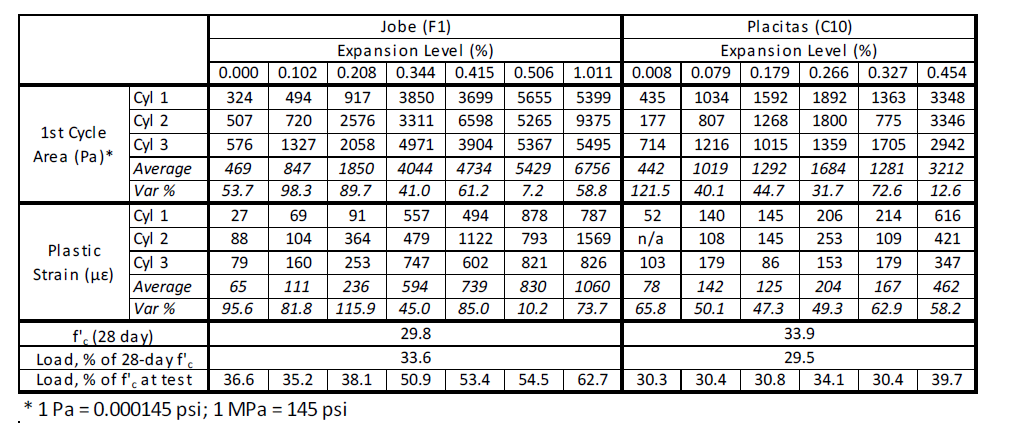 Jobe (F1) Placitas (C10)
Expansion Level (%) Expansion Level (%)
0.000 0.102 0.208 0.344 0.415 0.506 1.011 0.008 0.079 0.179 0.266 0.327 0.454
1st Cycle Area (Pa)*
Cyl 1 324 494 917 3850 3699 5655 5399 435 1034 1592 1892 1363 3348
Cyl 2 507 720 2576 3311 6598 5265 9375 177 807 1268 1800 775 3346
Cyl 3 576 1327 2058 4971 3904 5367 5495 714 1216 1015 1359 1705 2942
Average 469 847 1850 4044 4734 5429 6756 442 1019 1292 1684 1281 3212
Var % 53.7 98.3 89.7 41.0 61.2 7.2 58.8 121.5 40.1 44.7 31.7 72.6 12.6
Plastic Strain (με)
Cyl 1 27 69 91 557 494 878 787 52 140 145 206 214 616
Cyl 2 88 104 364 479 1122 793 1569 n/a 108 145 253 109 421
Cyl 3 79 160 253 747 602 821 826 103 179 86 153 179 347
Average 65 111 236 594 739 830 1060 78 142 125 204 167 462
Var % 95.6 81.8 115.9 45.0 85.0 10.2 73.7 65.8 50.1 47.3 49.3 62.9 58.2
f'c (28 day) 29.8 33.9
Load, % of 28-day f'c 33.6 29.5
Load, % of f'c at test 36.6 35.2 38.1 50.9 53.4 54.5 62.7 30.3 30.4 30.8 34.1 30.4 39.7
* 1 Pa = 0.000145 psi; 1 MPa = 145 psi